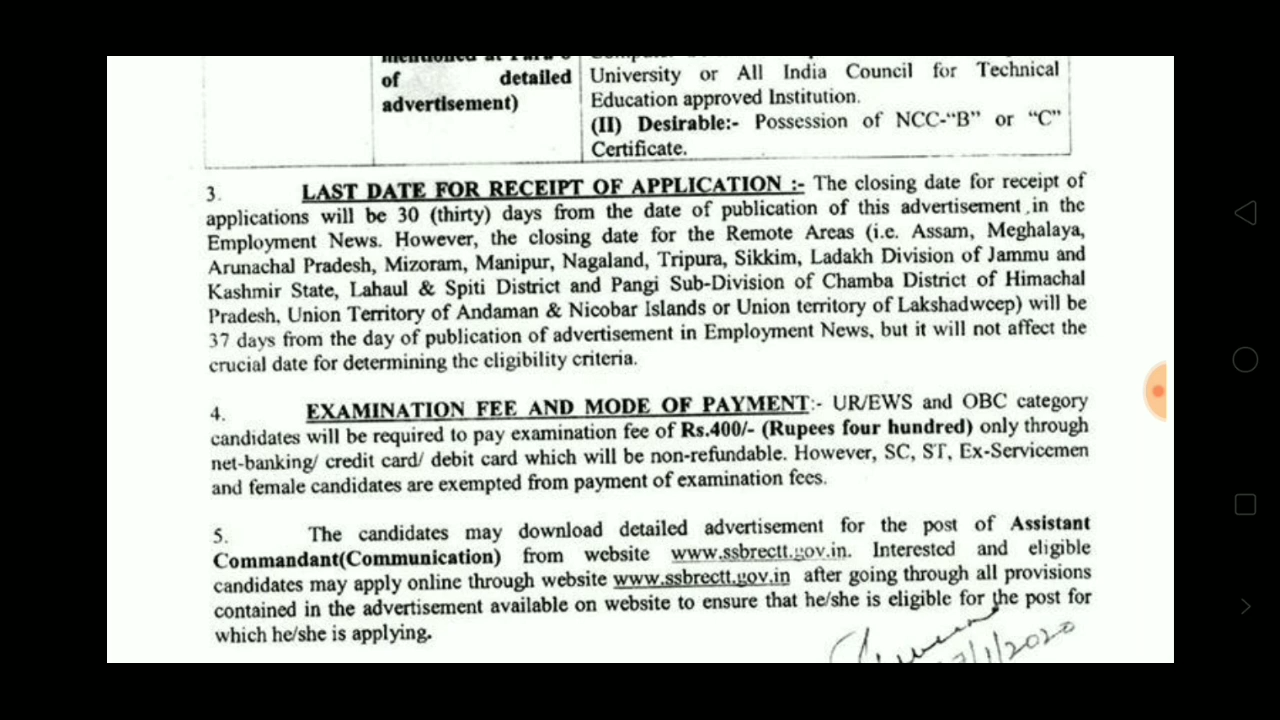 of detailed
advertisement)
University or All India Council for Technical
Education approved Institution.
(II) Desirable:- Possession of NCC-“B” or “C”
Certificate.
3. LAST DATE FOR RECEIPT OF APPLICATION :- The closing date for receipt of
applications will be 30 (thirty) days from the date of publication of this advertisement in the
Employment News. However, the closing date for the Remote Areas (i.e. Assam, Meghalaya,
Arunachal Pradesh, Mizoram, Manipur, Nagaland, Tripura, Sikkim, Ladakh Division of Jammu and
Kashmir State, Lahaul & Spiti District and Pangi Sub-Division of Chamba District of Himachal
Pradesh, Union Territory of Andaman & Nicobar Islands or Union territory of Lakshadweep) will be
37 days from the day of publication of advertisement in Employment News, but it will not affect the
crucial date for determining the eligibility criteria.
4. EXAMINATION FEE AND MODE OF PAYMENT:- UR/EWS and OBC category
candidates will be required to pay examination fee of Rs.400/- (Rupees four hundred) only through
net-banking/ credit card/ debit card which will be non-refundable. However, SC, ST, Ex-Servicemen
and female candidates are exempted from payment of examination fees.
5. The candidates may download detailed advertisement for the post of Assistant
Commandant(Communication) from website www.ssbrectt.gov.in. Interested and eligible
candidates may apply online through website www.ssbrectt.gov.in after going through all provisions
contained in the advertisement available on website to ensure that he/she is eligible for the post for
which he/she is applying.